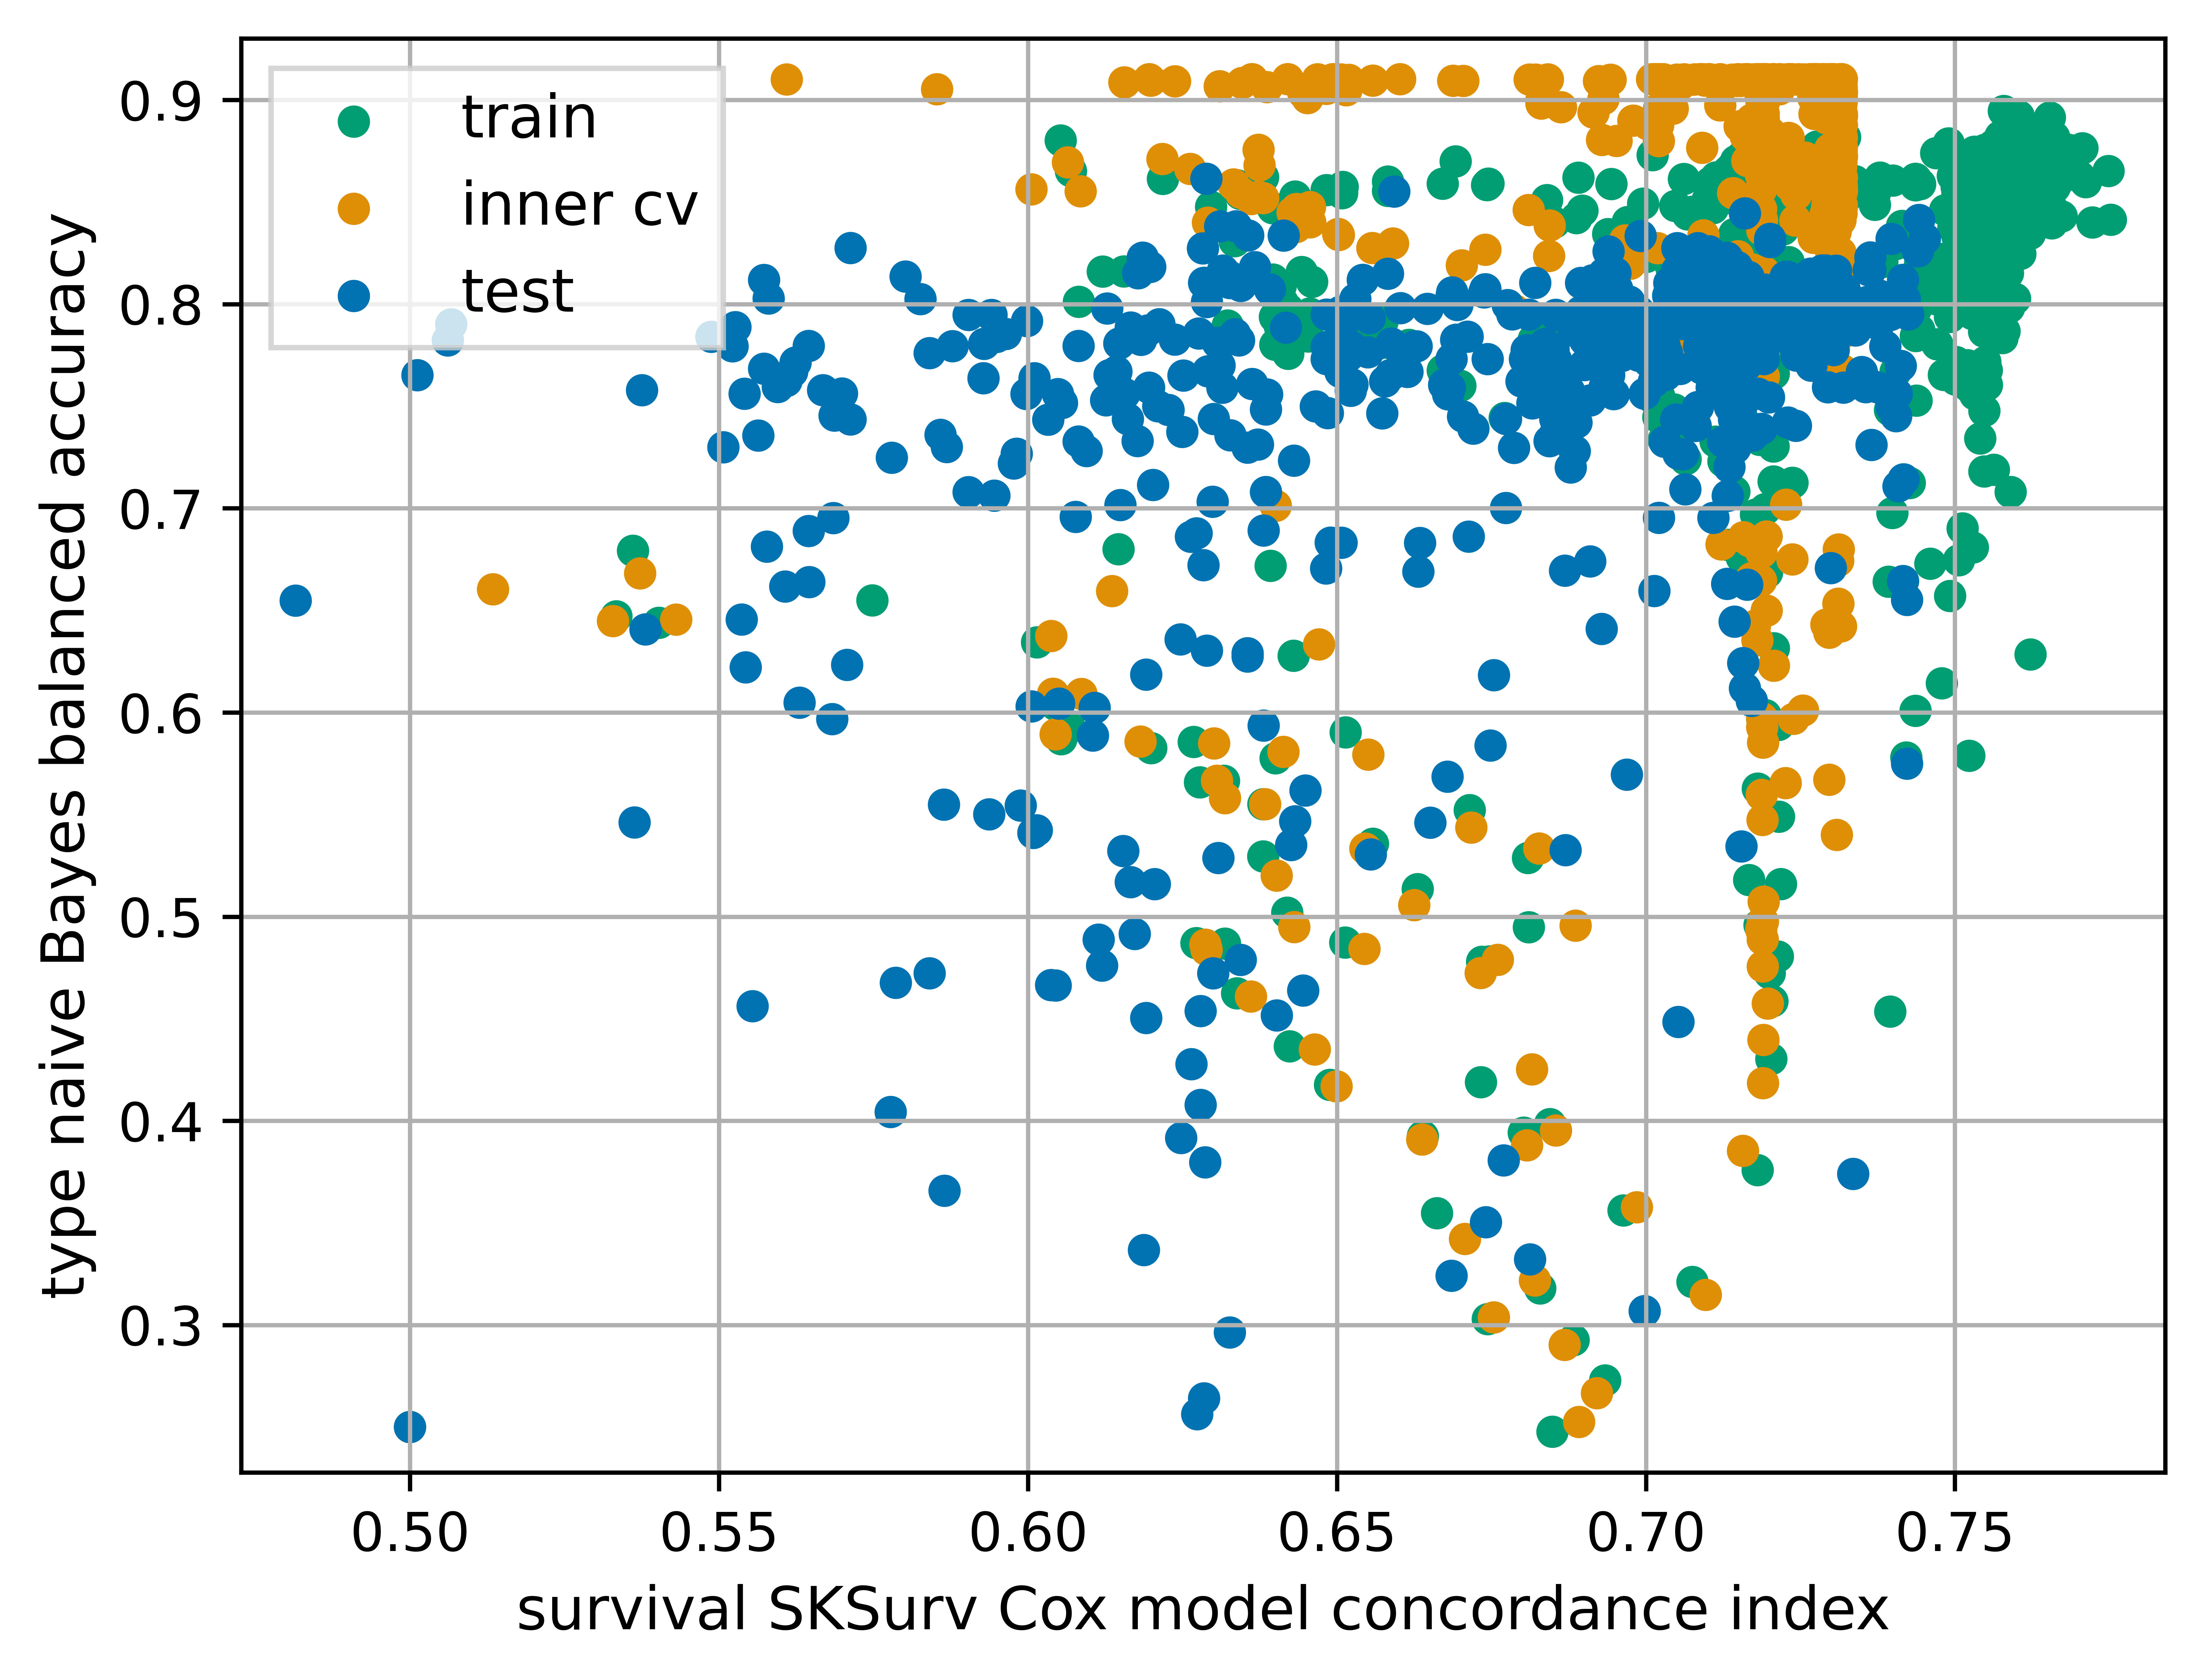 train
inner cv
test
0.9
0.8
0.7
0.6
0.5
0.4
0.3
type naive Bayes balanced accuracy
0.50
0.55
0.60
0.65
0.70
0.75
survival SKSurv Cox model concordance index